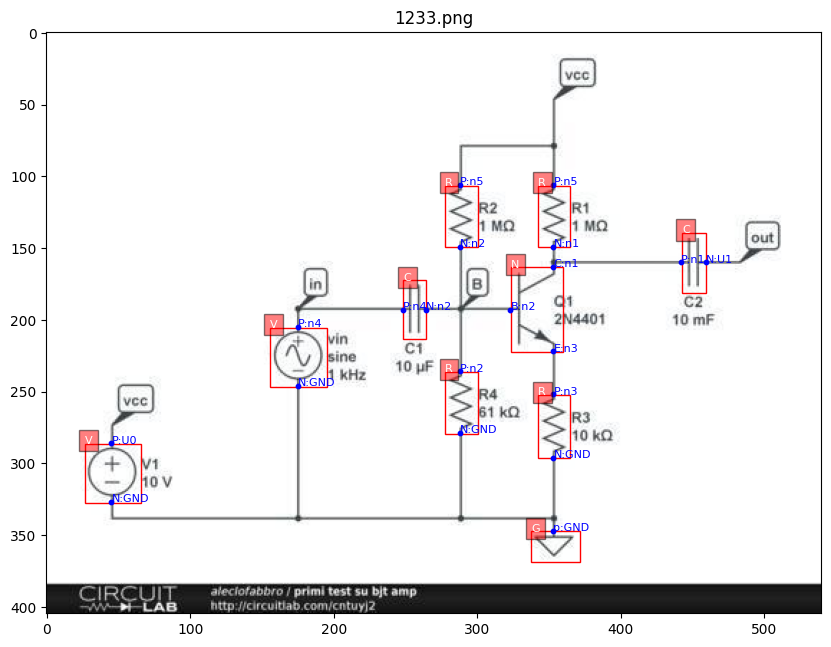 1233.png
0
50
100
150
200
250
300
350
400
0
100
200
300
400
500
vcc
R
P:n5
R
P:n5
R2
1 MΩ
R1
1 MΩ
N:n2
N:n1
C
P:n1
N:U1
out
C2
10 mF
N
C:n1
B:n2
E:n3
Q1
2N4401
in
C
P:n4
N:n2
B
C1
10 µF
V
P:n4
vin
sine
1 kHz
N:GND
R
P:n2
R4
61 kΩ
N:GND
R
P:n3
R3
10 kΩ
N:GND
vcc
V
P:U0
V1
10 V
N:GND
G
p:GND
CIRCUIT
LAB
aleclofabbro / primi test su bjt amp
http://circuitlab.com/cntuyj2